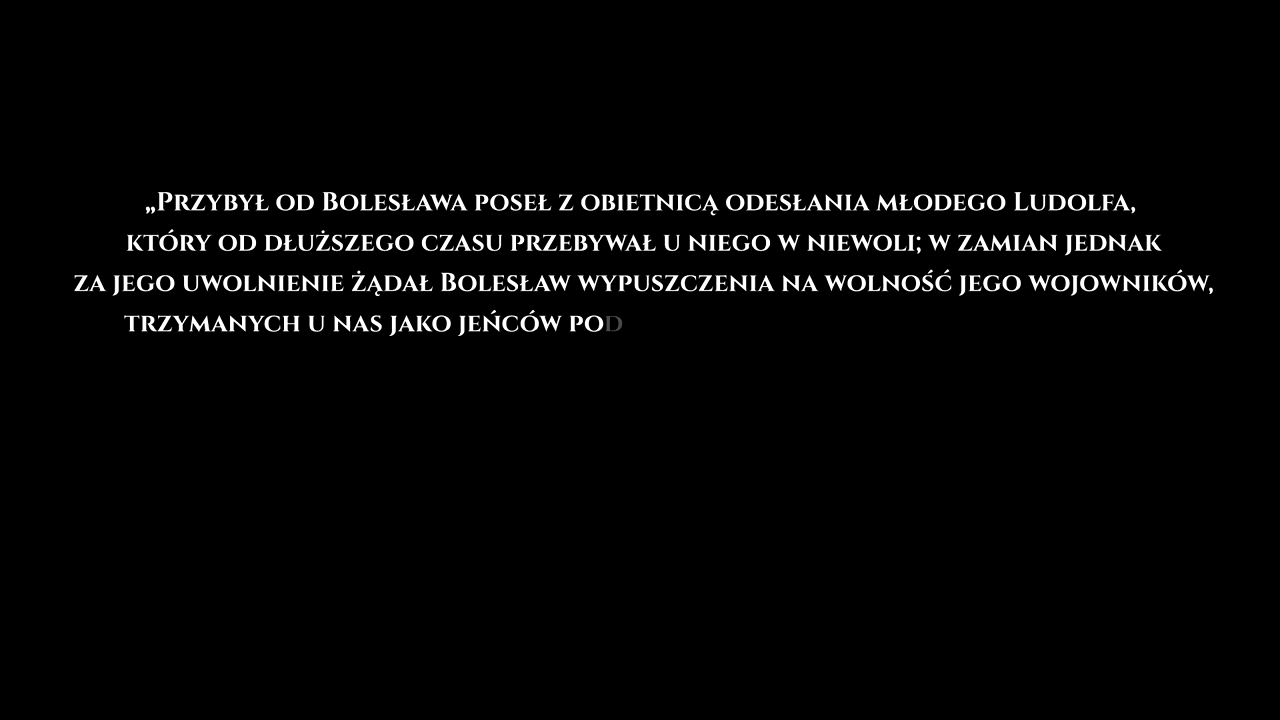 „Przybył od Bolesława poseł z obietnicą odesłania młodego Ludolfa,
który od dłuższego czasu przebywał u niego w niewoli; w zamian jednak
za jego uwolnienie żądał Bolesław wypuszczenia na wolność jego wojowników,
trzymanych u nas jako jeńców pod